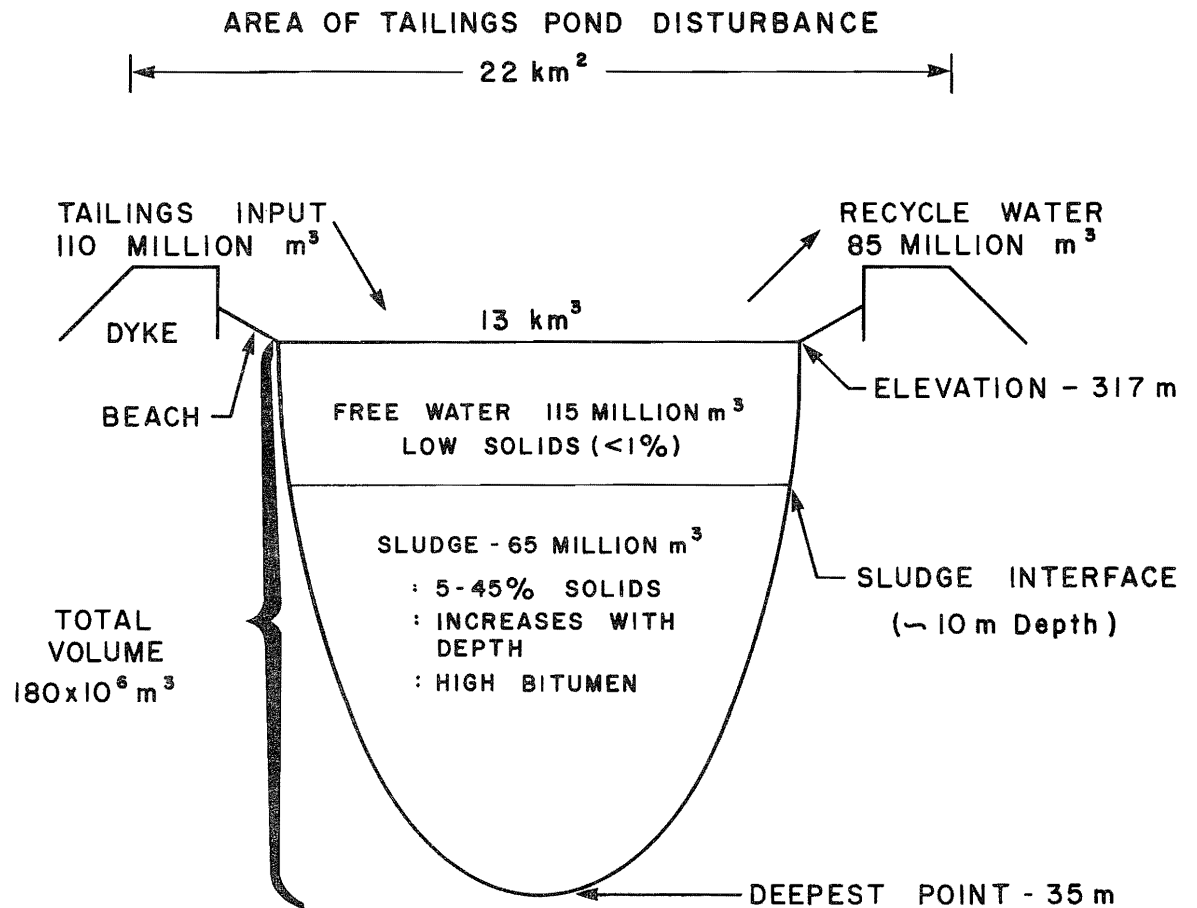 AREA OF TAILINGS POND DISTURBANCE
22 km²
TAILINGS INPUT
110 MILLION m³
RECYCLE WATER
85 MILLION m³
13 km³
DYKE
BEACH
ELEVATION - 317 m
FREE WATER 115 MILLION m³
LOW SOLIDS (<1%)
SLUDGE - 65 MILLION m³
: 5-45% SOLIDS
: INCREASES WITH
DEPTH
: HIGH BITUMEN
SLUDGE INTERFACE
(~10 m Depth)
TOTAL
VOLUME
180x10⁶ m³
DEEPEST POINT - 35 m